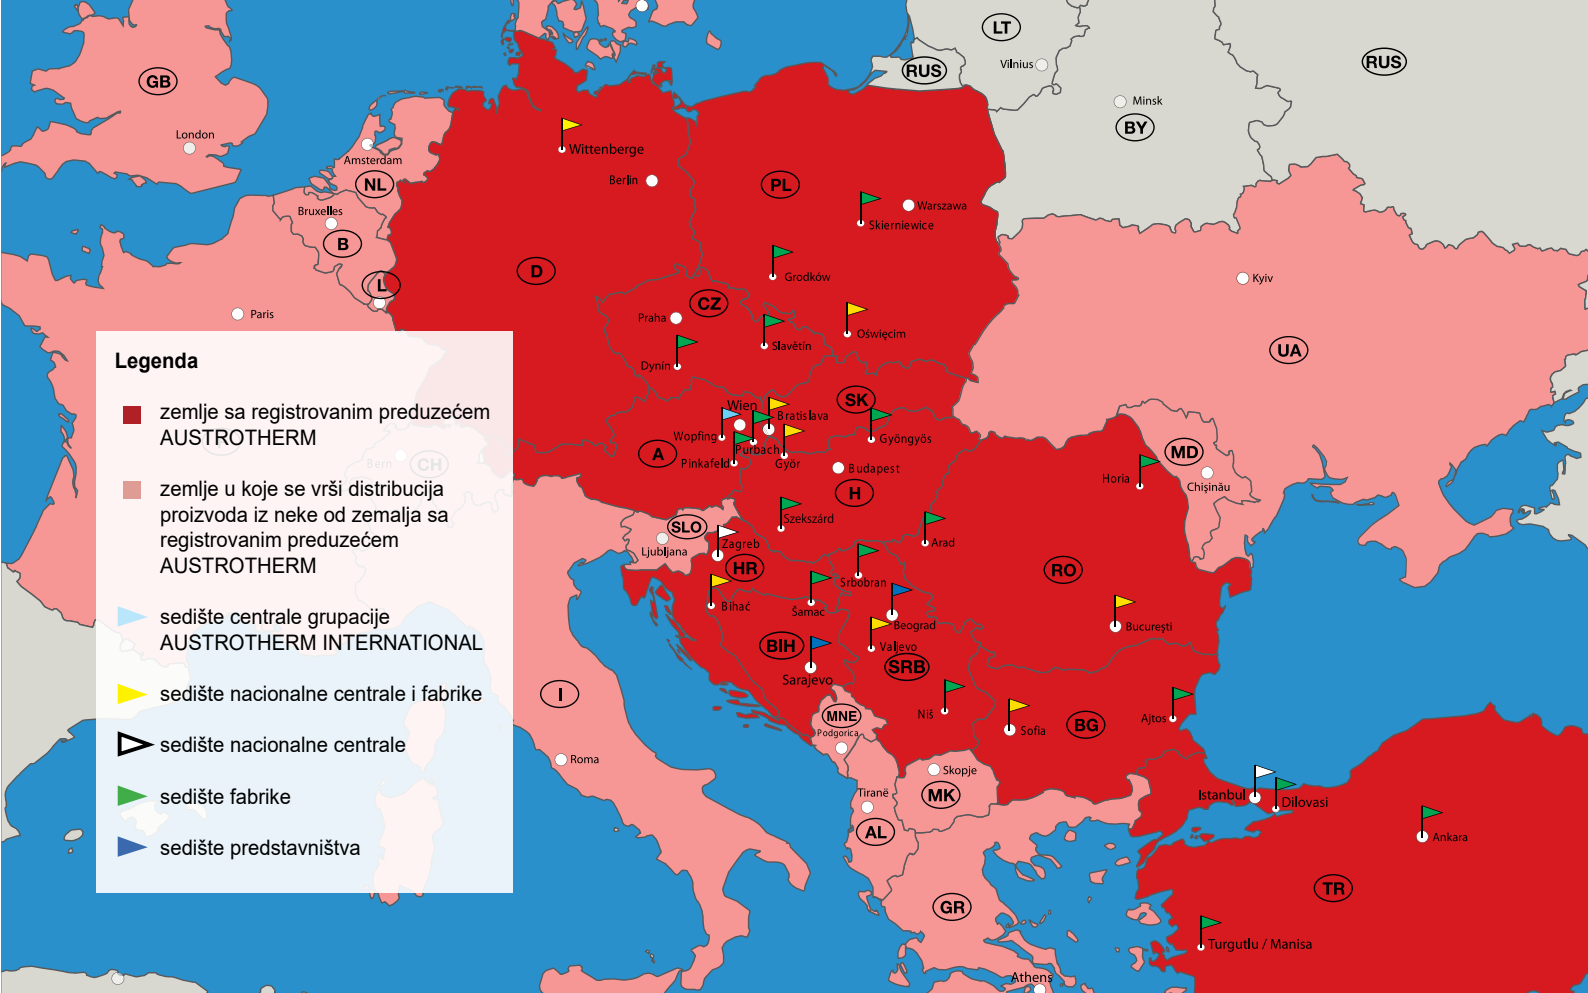 LT
Vilnius
RUS
RUS
GB
Minsk
BY
London
Amsterdam
NL
Wittenberge
Berlin
PL
Warszawa
Skierniewice
Bruxelles
B
L
D
Grodków
Kyiv
CZ
Paris
Praha
Oświęcim
Slavětín
UA
Dynín
Legenda
zemlje sa registrovanim preduzećem
AUSTROTHERM
zemlje u koje se vrši distribucija
proizvoda iz neke od zemalja sa
registrovanim preduzećem
AUSTROTHERM
sedište centrale grupacije
AUSTROTHERM INTERNATIONAL
sedište nacionalne centrale i fabrike
sedište nacionalne centrale
sedište fabrike
sedište predstavništva
Bern
CH
SK
Wien
Bratislava
Wopfing
Purbach
Gyöngyös
A
Pinkafeld
Györ
Budapest
H
MD
Horia
Chişinău
Szekszárd
SLO
Ljubljana
Zagreb
HR
Arad
RO
Srbobran
Bihać
Šamac
Beograd
Bucureşti
BIH
Valjevo
SRB
Sarajevo
I
Niš
MNE
Podgorica
Sofia
BG
Ajtos
Roma
Skopje
MK
Tiranë
AL
Istanbul
Dilovasi
Ankara
TR
GR
Turgutlu / Manisa
Athens